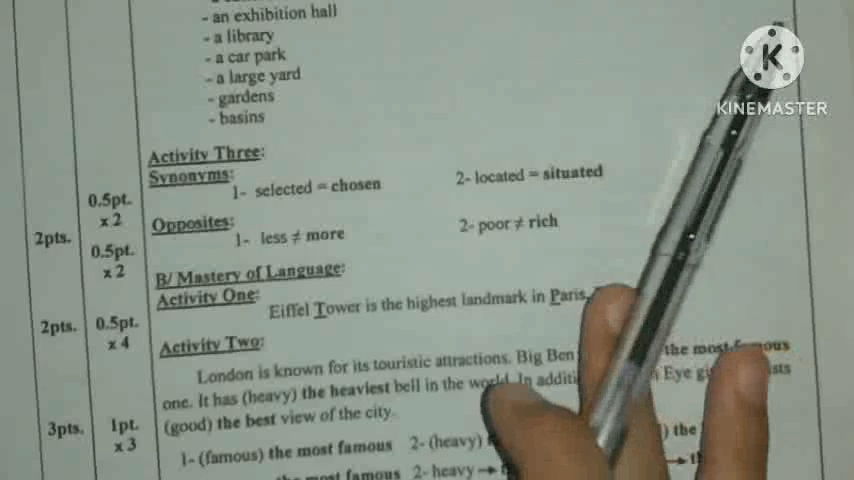 - an exhibition hall
- a library
- a car park
- a large yard
- gardens
- basins
Activity Three:
Synonyms:
1- selected = chosen 2- located = situated
0.5pt.
x 2
2pts.
Opposites:
1- less ≠ more 2- poor ≠ rich
0.5pt.
x 2
B/ Mastery of Language:
Activity One:
2pts. 0.5pt.
x 4
Eiffel Tower is the highest landmark in Paris.
Activity Two:
London is known for its touristic attractions. Big Ben the most famous
one. It has (heavy) the heaviest bell in the world. In Eye
(good) the best view of the city.
3pts. 1pt.
x 3
1- (famous) the most famous 2- (heavy) the
the most famous 2- heavy →
K
KINEMASTER